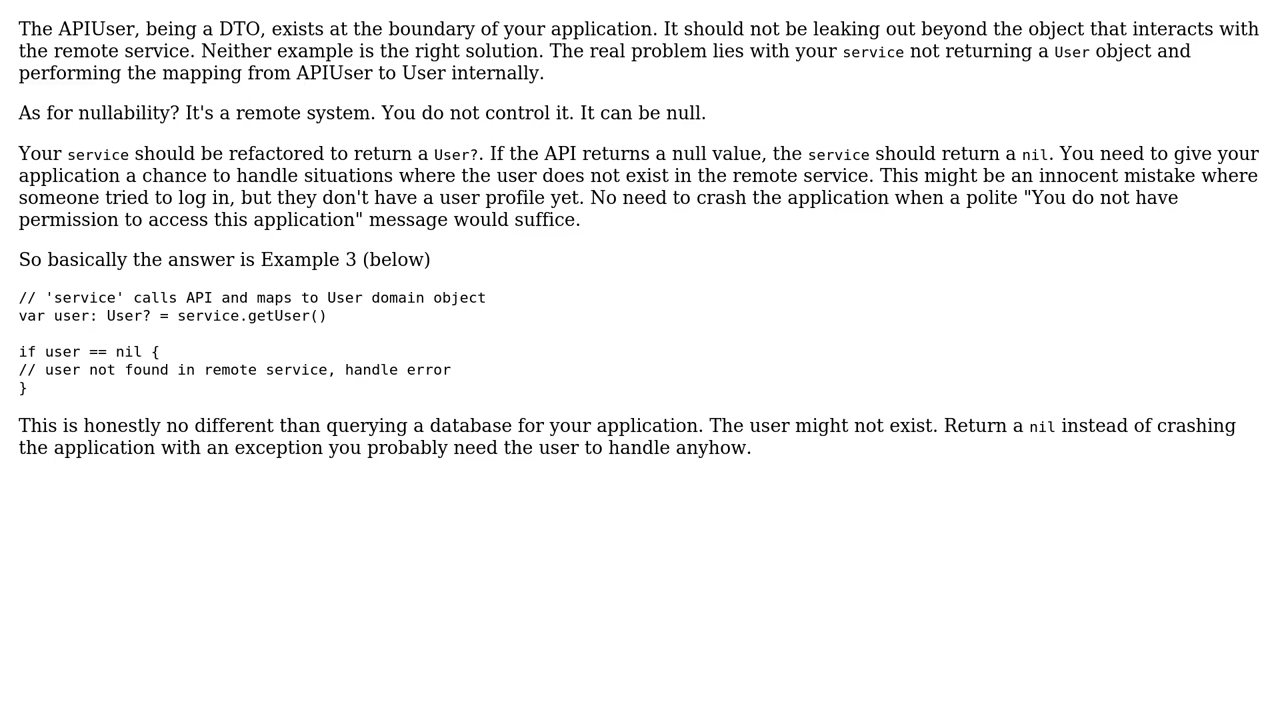 The APIUser, being a DTO, exists at the boundary of your application. It should not be leaking out beyond the object that interacts with
the remote service. Neither example is the right solution. The real problem lies with your service not returning a User object and
performing the mapping from APIUser to User internally.
As for nullability? It's a remote system. You do not control it. It can be null.
Your service should be refactored to return a User?. If the API returns a null value, the service should return a nil. You need to give your
application a chance to handle situations where the user does not exist in the remote service. This might be an innocent mistake where
someone tried to log in, but they don't have a user profile yet. No need to crash the application when a polite "You do not have
permission to access this application" message would suffice.
So basically the answer is Example 3 (below)
// 'service' calls API and maps to User domain object
var user: User? = service.getUser()
if user == nil {
// user not found in remote service, handle error
}
This is honestly no different than querying a database for your application. The user might not exist. Return a nil instead of crashing
the application with an exception you probably need the user to handle anyhow.